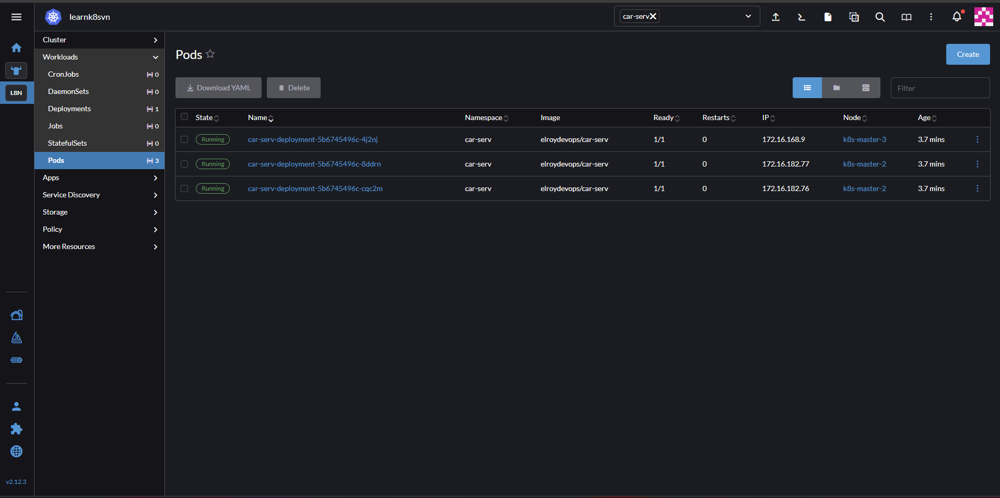 learnk8svn
car-serv
L8N
Cluster
Workloads
CronJobs 0
DaemonSets 0
Deployments 1
Jobs 0
StatefulSets 0
Pods 3
Apps
Service Discovery
Storage
Policy
More Resources
v2.12.3
Pods
Create
Download YAML Delete
Filter
State Name Namespace Image Ready Restarts IP Node Age
Running car-serv-deployment-5b6745496c-4j2nj car-serv elroydevops/car-serv 1/1 0 172.16.168.9 k8s-master-3 3.7 mins
Running car-serv-deployment-5b6745496c-8ddrn car-serv elroydevops/car-serv 1/1 0 172.16.182.77 k8s-master-2 3.7 mins
Running car-serv-deployment-5b6745496c-cqc2m car-serv elroydevops/car-serv 1/1 0 172.16.182.76 k8s-master-2 3.7 mins